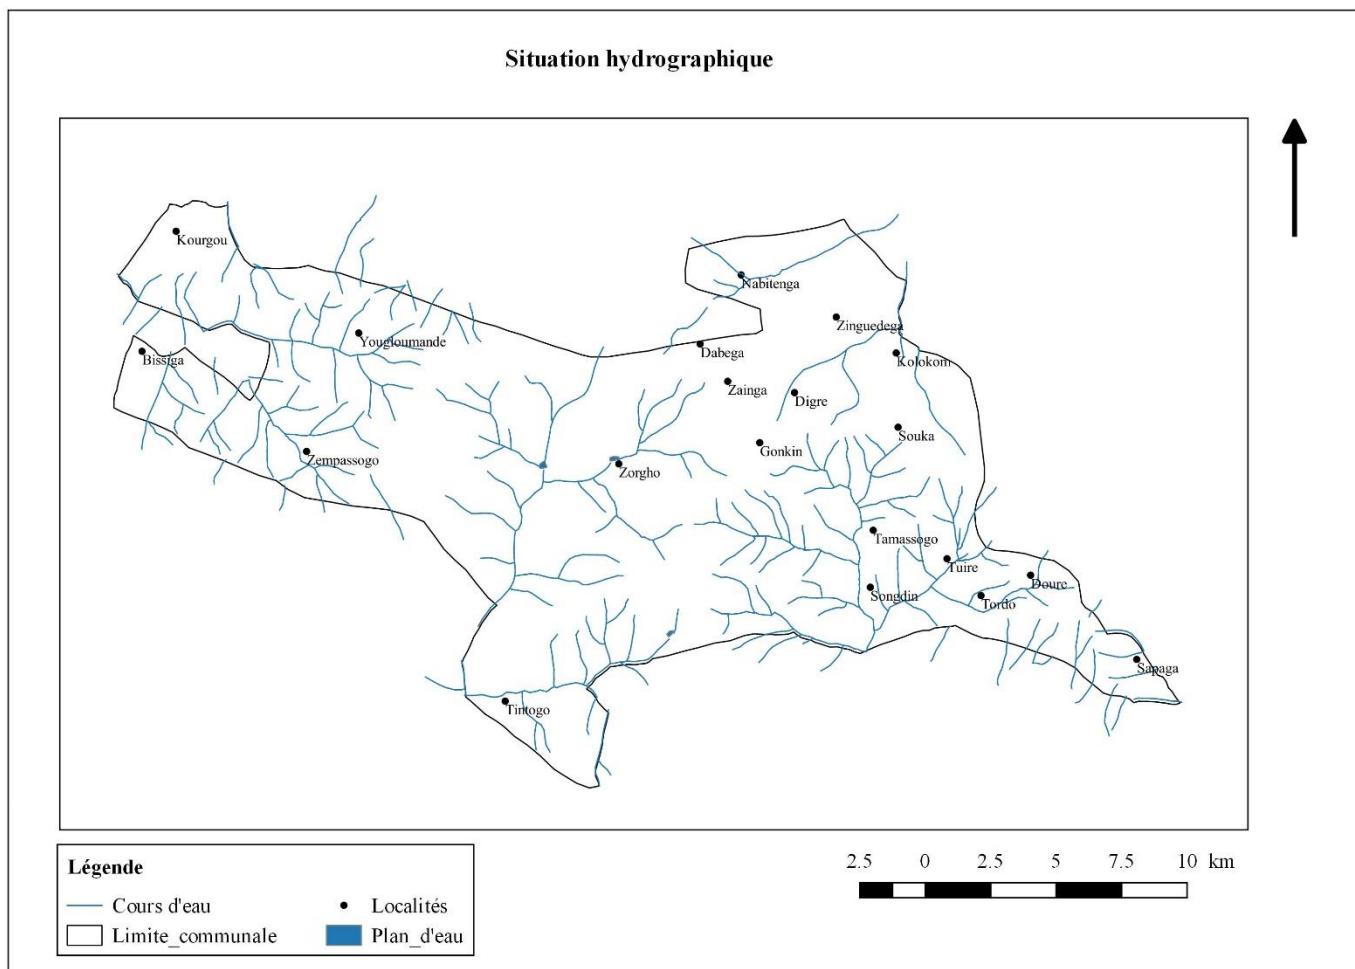 Situation hydrographique
Kourgou
Nabitenga
Zinguedega
Yougloumande
Dabega
Bissiga
Kolokom
Zainga
Digre
Souka
Gonkin
Zempassogo
Zorgho
Tamassogo
Tuire
Doure
Songdin
Tordo
Sapaga
Tintogo
Légende
Cours d'eau
Localités
Limite_communale
Plan_d'eau
2.5 0 2.5 5 7.5 10 km